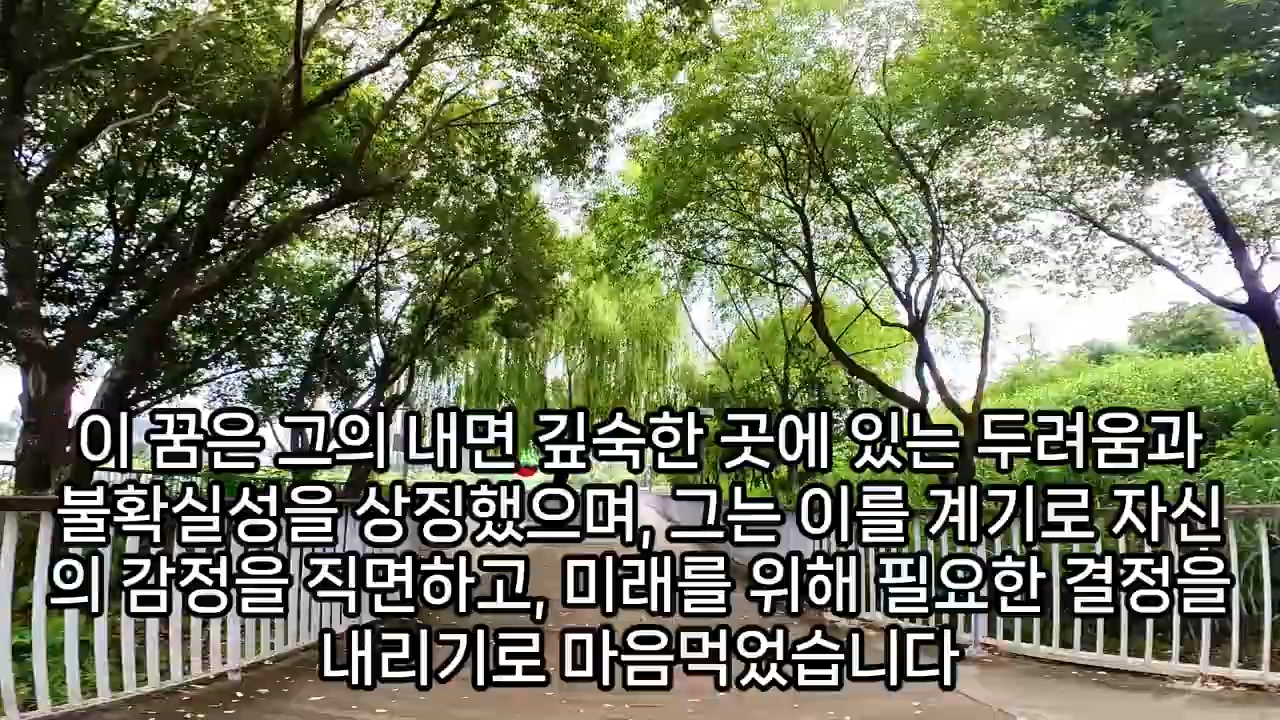 이 꿈은 그의 내면 깊숙한 곳에 있는 두려움과
불확실성을 상징했으며, 그는 이를 계기로 자신
의 감정을 직면하고, 미래를 위해 필요한 결정을
내리기로 마음먹었습니다